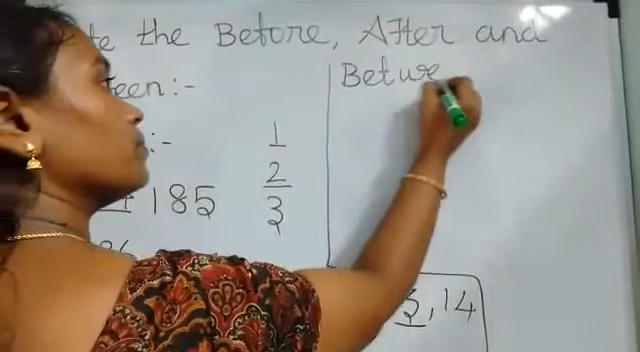 the Before, After and
een :-
Betwe
:-
1
185
2
3
3, 14